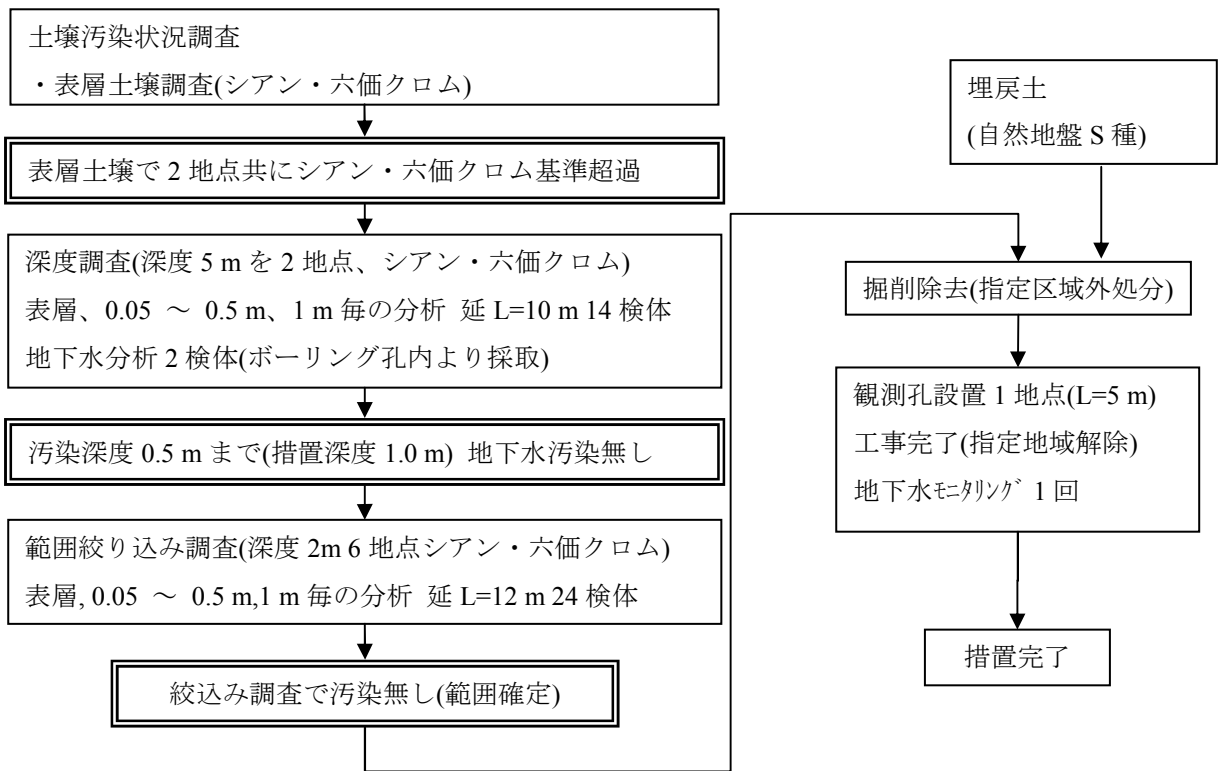 土壌汚染状況調査
・表層土壌調査(シアン・六価クロム)
表層土壌で 2 地点共にシアン・六価クロム基準超過
深度調査(深度 5 m を 2 地点、シアン・六価クロム)
表層、0.05 ～ 0.5 m、1 m 毎の分析 延 L=10 m 14 検体
地下水分析 2 検体(ボーリング孔内より採取)
汚染深度 0.5 m まで(措置深度 1.0 m) 地下水汚染無し
範囲絞り込み調査(深度 2m 6 地点シアン・六価クロム)
表層, 0.05 ～ 0.5 m,1 m 毎の分析 延 L=12 m 24 検体
絞込み調査で汚染無し(範囲確定)
埋戻土
(自然地盤 S 種)
掘削除去(指定区域外処分)
観測孔設置 1 地点(L=5 m)
工事完了(指定地域解除)
地下水ﾓﾆﾀﾘﾝｸﾞ 1 回
措置完了